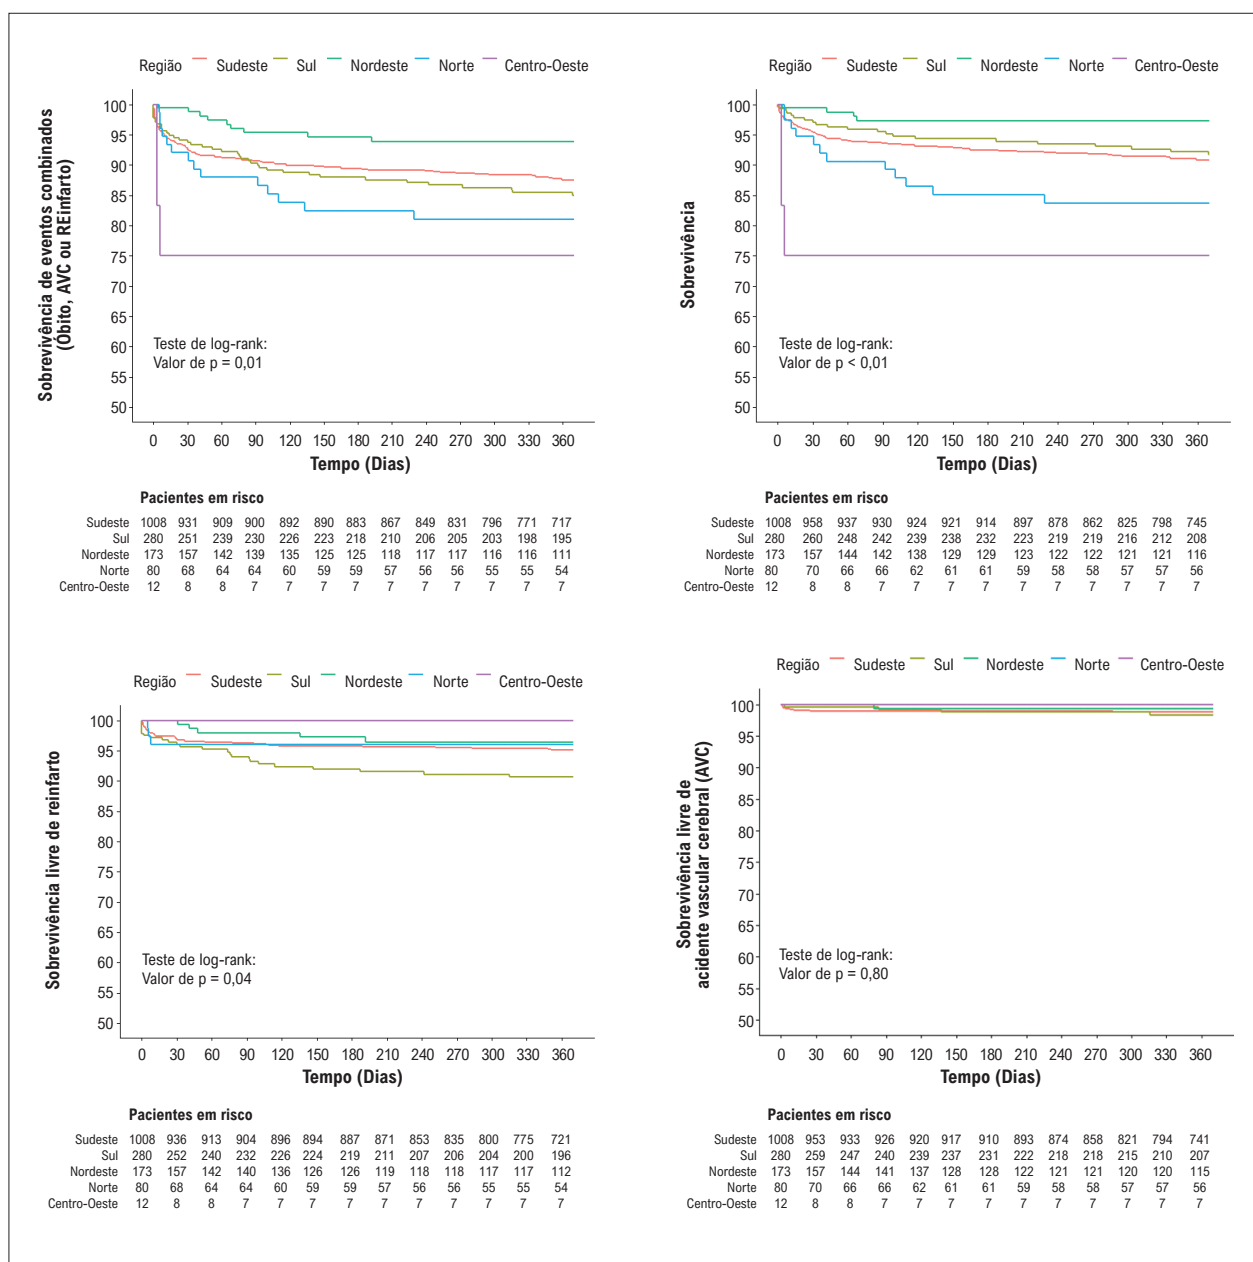 Região Sudeste Sul Nordeste Norte Centro-Oeste
Sobrevivência de eventos combinados
(Óbito, AVC ou REinfarto)
100
95
90
85
80
75
70
65
60
55
50
Teste de log-rank:
Valor de p = 0,01
0 30 60 90 120 150 180 210 240 270 300 330 360
Tempo (Dias)
Pacientes em risco
Sudeste 1008 931 909 900 892 890 883 867 849 831 796 771 717
Sul 280 251 239 230 226 223 218 210 206 205 203 198 195
Nordeste 173 157 142 139 135 125 125 118 117 117 116 116 111
Norte 80 68 64 64 60 59 59 57 56 56 55 55 54
Centro-Oeste 12 8 8 7 7 7 7 7 7 7 7 7 7
Região Sudeste Sul Nordeste Norte Centro-Oeste
Sobrevivência
100
95
90
85
80
75
70
65
60
55
50
Teste de log-rank:
Valor de p < 0,01
0 30 60 90 120 150 180 210 240 270 300 330 360
Tempo (Dias)
Pacientes em risco
Sudeste 1008 958 937 930 924 921 914 897 878 862 825 798 745
Sul 280 260 248 242 239 238 232 223 219 219 216 212 208
Nordeste 173 157 144 142 138 129 129 123 122 122 121 121 116
Norte 80 70 66 66 62 61 61 59 58 58 57 57 56
Centro-Oeste 12 8 8 7 7 7 7 7 7 7 7 7 7
Região Sudeste Sul Nordeste Norte Centro-Oeste
Sobrevivência livre de reinfarto
100
95
90
85
80
75
70
65
60
55
50
Teste de log-rank:
Valor de p = 0,04
0 30 60 90 120 150 180 210 240 270 300 330 360
Tempo (Dias)
Pacientes em risco
Sudeste 1008 936 913 904 896 894 887 871 853 835 800 775 721
Sul 280 252 240 232 226 224 219 211 207 206 204 200 196
Nordeste 173 157 142 140 136 126 126 119 118 118 117 117 112
Norte 80 68 64 64 60 59 59 57 56 56 55 55 54
Centro-Oeste 12 8 8 7 7 7 7 7 7 7 7 7 7
Região Sudeste Sul Nordeste Norte Centro-Oeste
Sobrevivência livre de
acidente vascular cerebral (AVC)
100
95
90
85
80
75
70
65
60
55
50
Teste de log-rank:
Valor de p = 0,80
0 30 60 90 120 150 180 210 240 270 300 330 360
Tempo (Dias)
Pacientes em risco
Sudeste 1008 953 933 926 920 917 910 893 874 858 821 794 741
Sul 280 259 247 240 239 237 231 222 218 218 215 210 207
Nordeste 173 157 144 141 137 128 128 122 121 121 120 120 115
Norte 80 70 66 66 62 61 61 59 58 58 57 57 56
Centro-Oeste 12 8 8 7 7 7 7 7 7 7 7 7 7